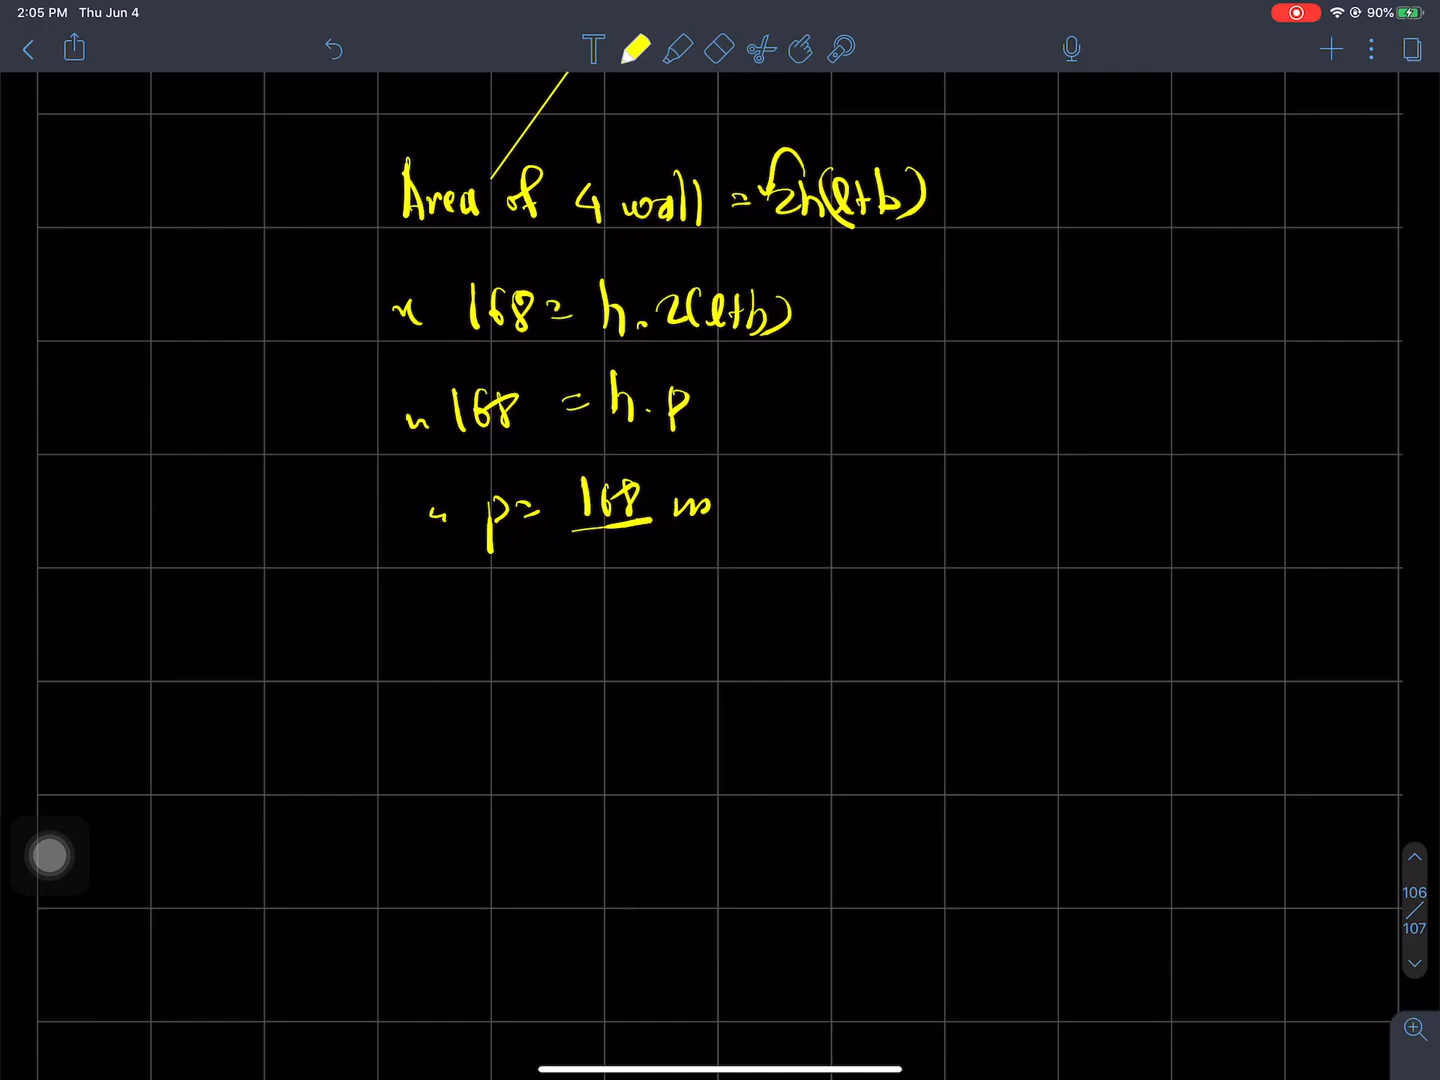 2:05 PM Thu Jun 4
90%
T
Area of 4 wall = 2h(l+b)
168 = h. 2(l+b)
168 = h. p
p = 168
106
107